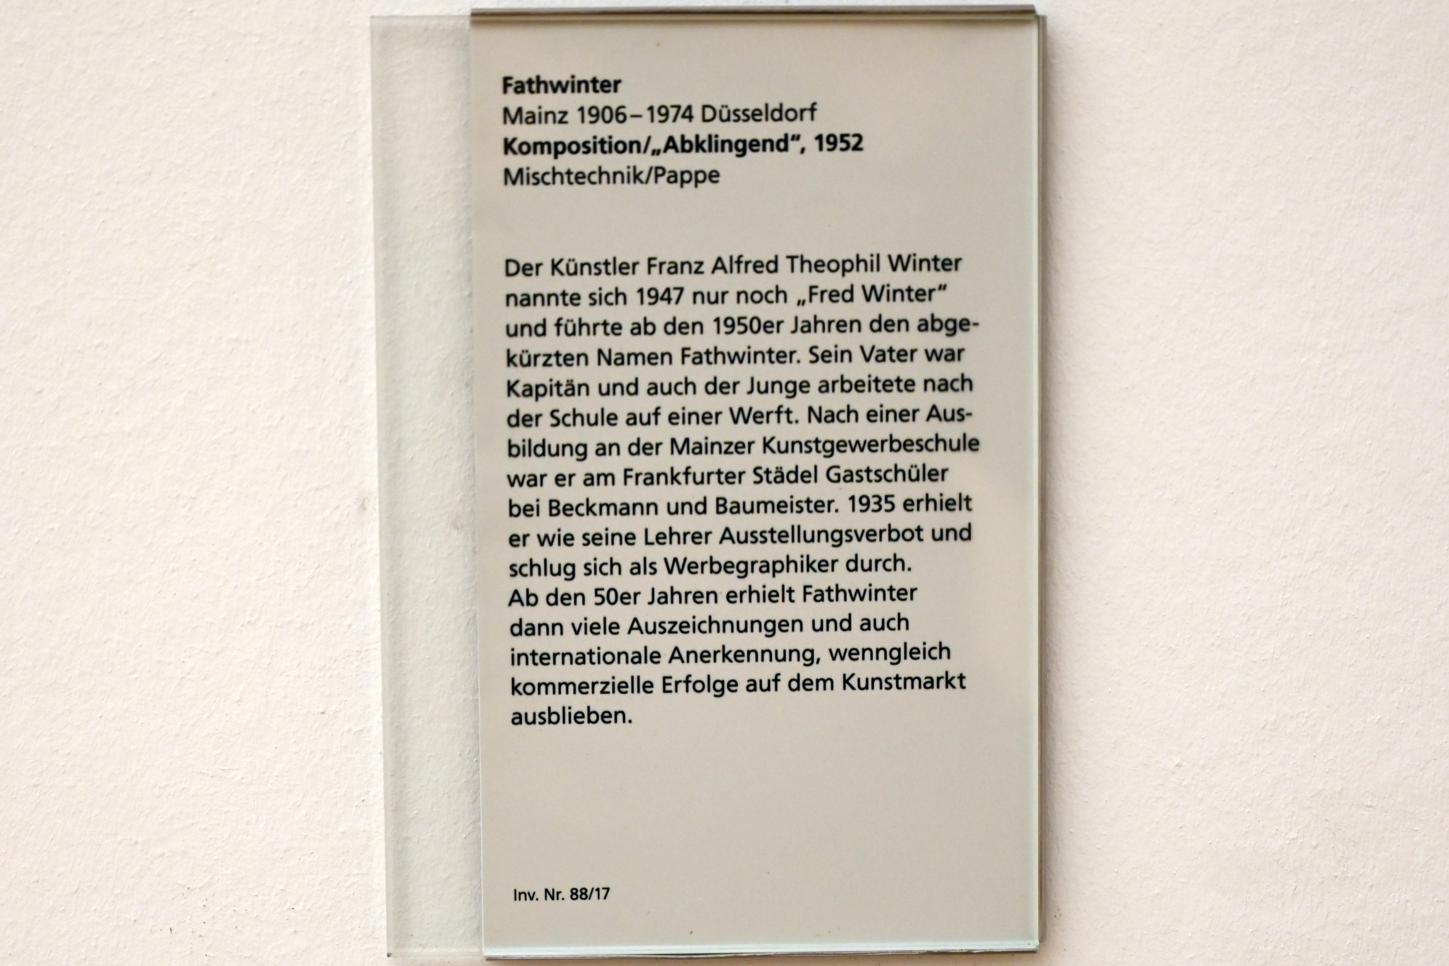 Fathwinter
Mainz 1906–1974 Düsseldorf
Komposition/„Abklingend“, 1952
Mischtechnik/Pappe
Der Künstler Franz Alfred Theophil Winter
nannte sich 1947 nur noch „Fred Winter“
und führte ab den 1950er Jahren den abge-
kürzten Namen Fathwinter. Sein Vater war
Kapitän und auch der Junge arbeitete nach
der Schule auf einer Werft. Nach einer Aus-
bildung an der Mainzer Kunstgewerbeschule
war er am Frankfurter Städel Gastschüler
bei Beckmann und Baumeister. 1935 erhielt
er wie seine Lehrer Ausstellungsverbot und
schlug sich als Werbegraphiker durch.
Ab den 50er Jahren erhielt Fathwinter
dann viele Auszeichnungen und auch
internationale Anerkennung, wenngleich
kommerzielle Erfolge auf dem Kunstmarkt
ausblieben.
Inv. Nr. 88/17